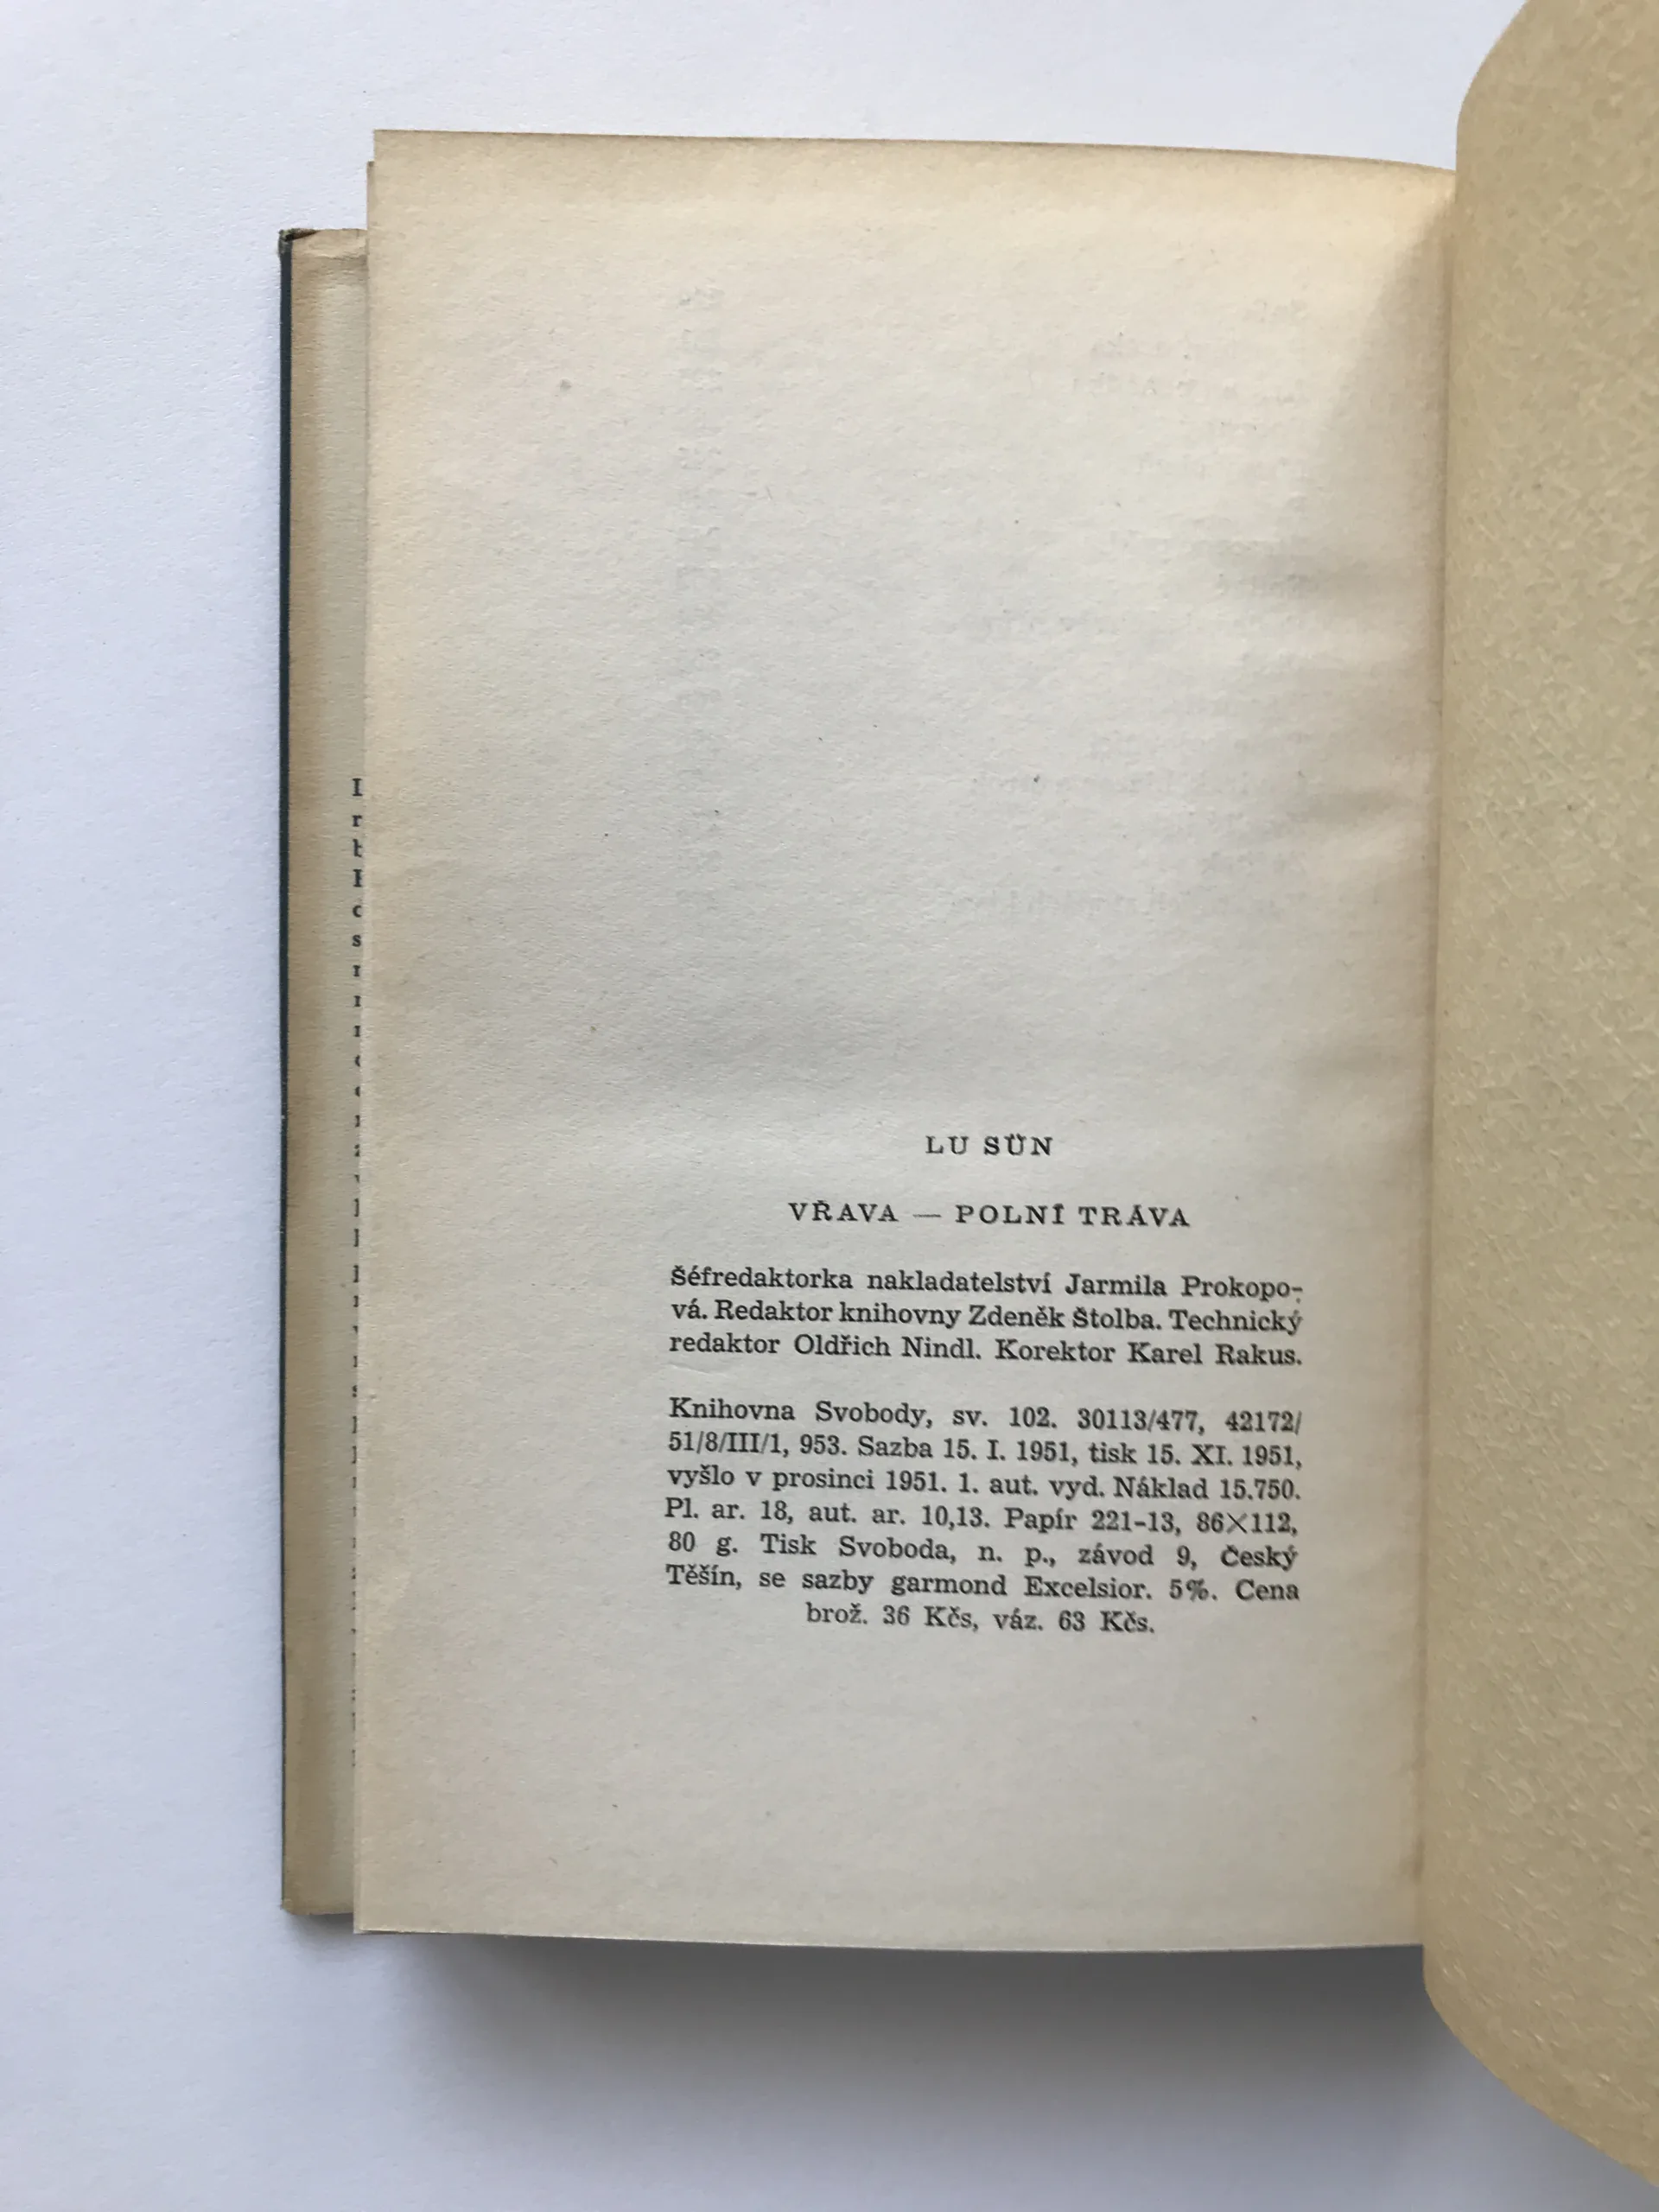 LU SÜN
VŘAVA — POLNÍ TRÁVA
Šéfredaktorka nakladatelství Jarmila Prokopo-
vá. Redaktor knihovny Zdeněk Štolba. Technický
redaktor Oldřich Nindl. Korektor Karel Rakus.
Knihovna Svobody, sv. 102. 30113/477, 42172/
51/8/III/1, 953. Sazba 15. I. 1951, tisk 15. XI. 1951,
vyšlo v prosinci 1951. 1. aut. vyd. Náklad 15.750.
Pl. ar. 18, aut. ar. 10,13. Papír 221-13, 86×112,
80 g. Tisk Svoboda, n. p., závod 9, Český
Těšín, se sazby garmond Excelsior. 5%. Cena
brož. 36 Kčs, váz. 63 Kčs.